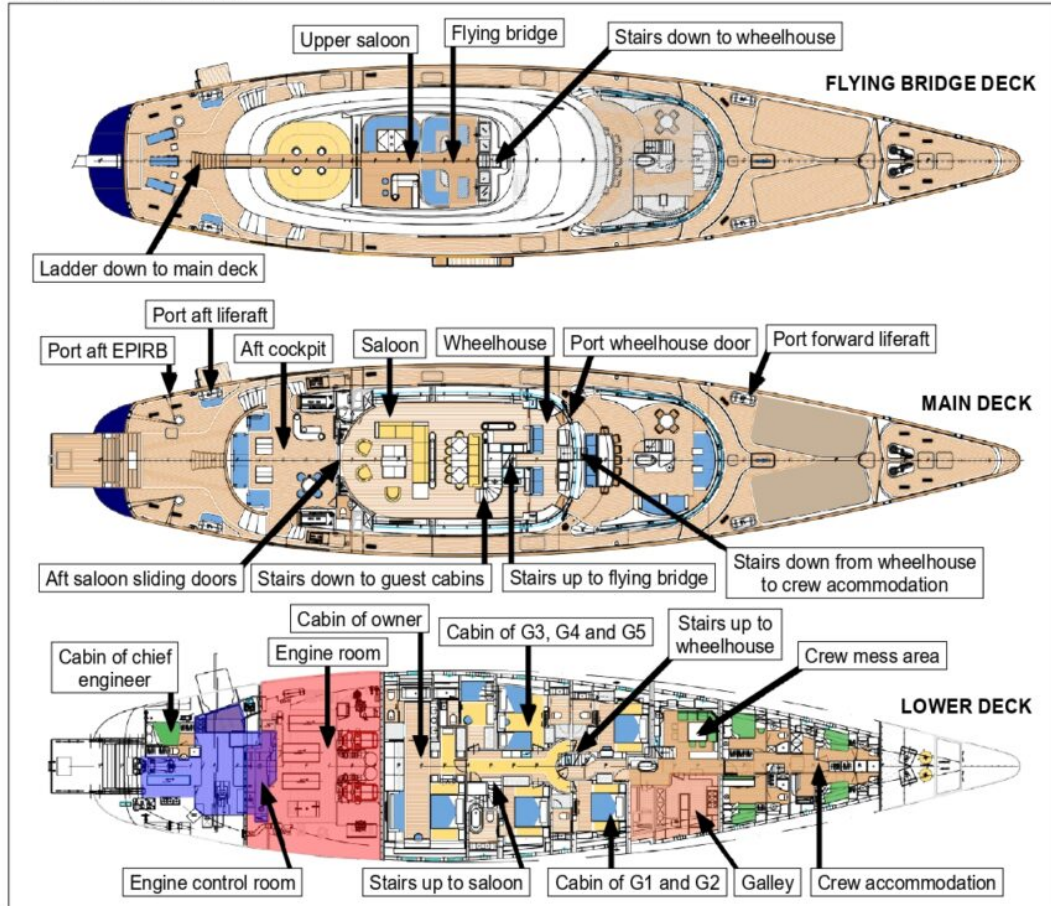 Upper saloon
Flying bridge
Stairs down to wheelhouse
FLYING BRIDGE DECK
Ladder down to main deck
Port aft liferaft
Port aft EPIRB
Aft cockpit
Saloon
Wheelhouse
Port wheelhouse door
Port forward liferaft
MAIN DECK
Aft saloon sliding doors
Stairs down to guest cabins
Stairs up to flying bridge
Stairs down from wheelhouse
to crew acommodation
Cabin of chief
engineer
Engine room
Cabin of owner
Cabin of G3, G4 and G5
Stairs up to
wheelhouse
Crew mess area
LOWER DECK
Engine control room
Stairs up to saloon
Cabin of G1 and G2
Galley
Crew accommodation